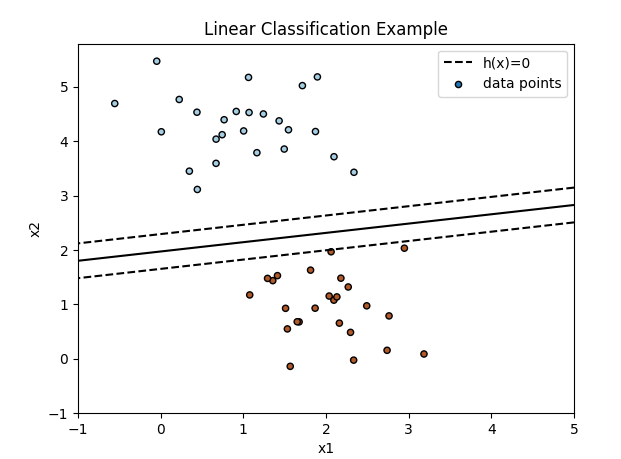 Linear Classification Example
h(x)=0
data points
x2
5
4
3
2
1
0
−1
−1 0 1 2 3 4 5
x1